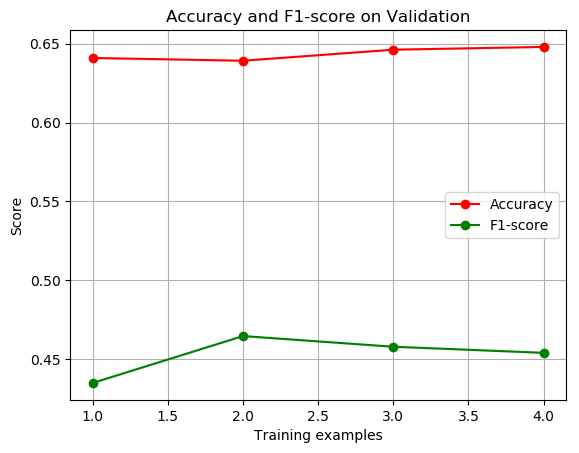 Accuracy and F1-score on Validation
0.65
0.60
0.55
0.50
0.45
Score
Accuracy
F1-score
1.0 1.5 2.0 2.5 3.0 3.5 4.0
Training examples